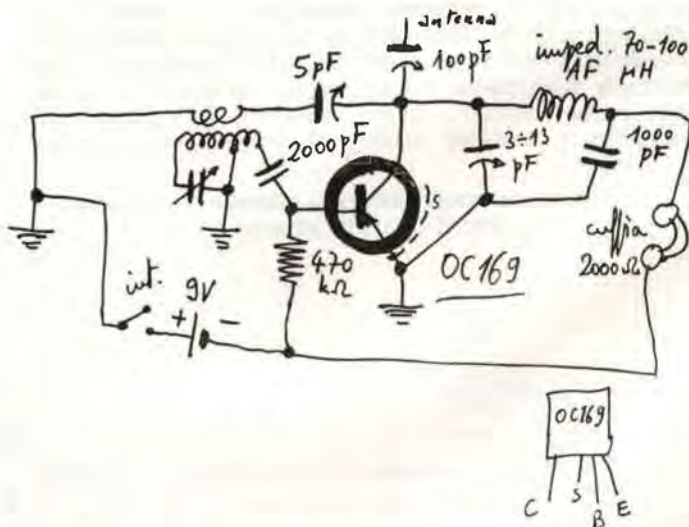 antenna
100pF
5pF
imped. 70-100
AF μH
2000pF
3÷13
pF
1000
pF
S
cuffia
2000Ω
470
kΩ
OC169
int.
9V
+ -
OC169
C S B E